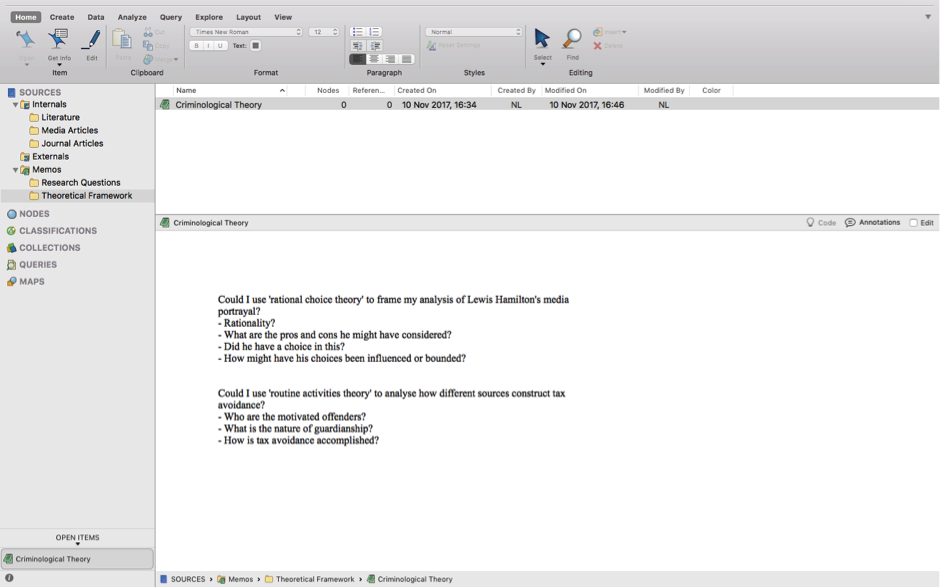 Home Create Data Analyze Query Explore Layout View
Open Get Info Edit Paste Cut Copy Merge Times New Roman 12 B I U Text: Normal Reset Settings Select Find Insert Delete
Item Clipboard Format Paragraph Styles Editing
SOURCES
Internals
Literature
Media Articles
Journal Articles
Externals
Memos
Research Questions
Theoretical Framework
NODES
CLASSIFICATIONS
COLLECTIONS
QUERIES
MAPS
OPEN ITEMS
Criminological Theory
Name Nodes Referen... Created On Created By Modified On Modified By Color
Criminological Theory 0 0 10 Nov 2017, 16:34 NL 10 Nov 2017, 16:46 NL
Criminological Theory Code Annotations Edit
Could I use 'rational choice theory' to frame my analysis of Lewis Hamilton's media
portrayal?
- Rationality?
- What are the pros and cons he might have considered?
- Did he have a choice in this?
- How might have his choices been influenced or bounded?
Could I use 'routine activities theory' to analyse how different sources construct tax
avoidance?
- Who are the motivated offenders?
- What is the nature of guardianship?
- How is tax avoidance accomplished?
SOURCES › Memos › Theoretical Framework › Criminological Theory